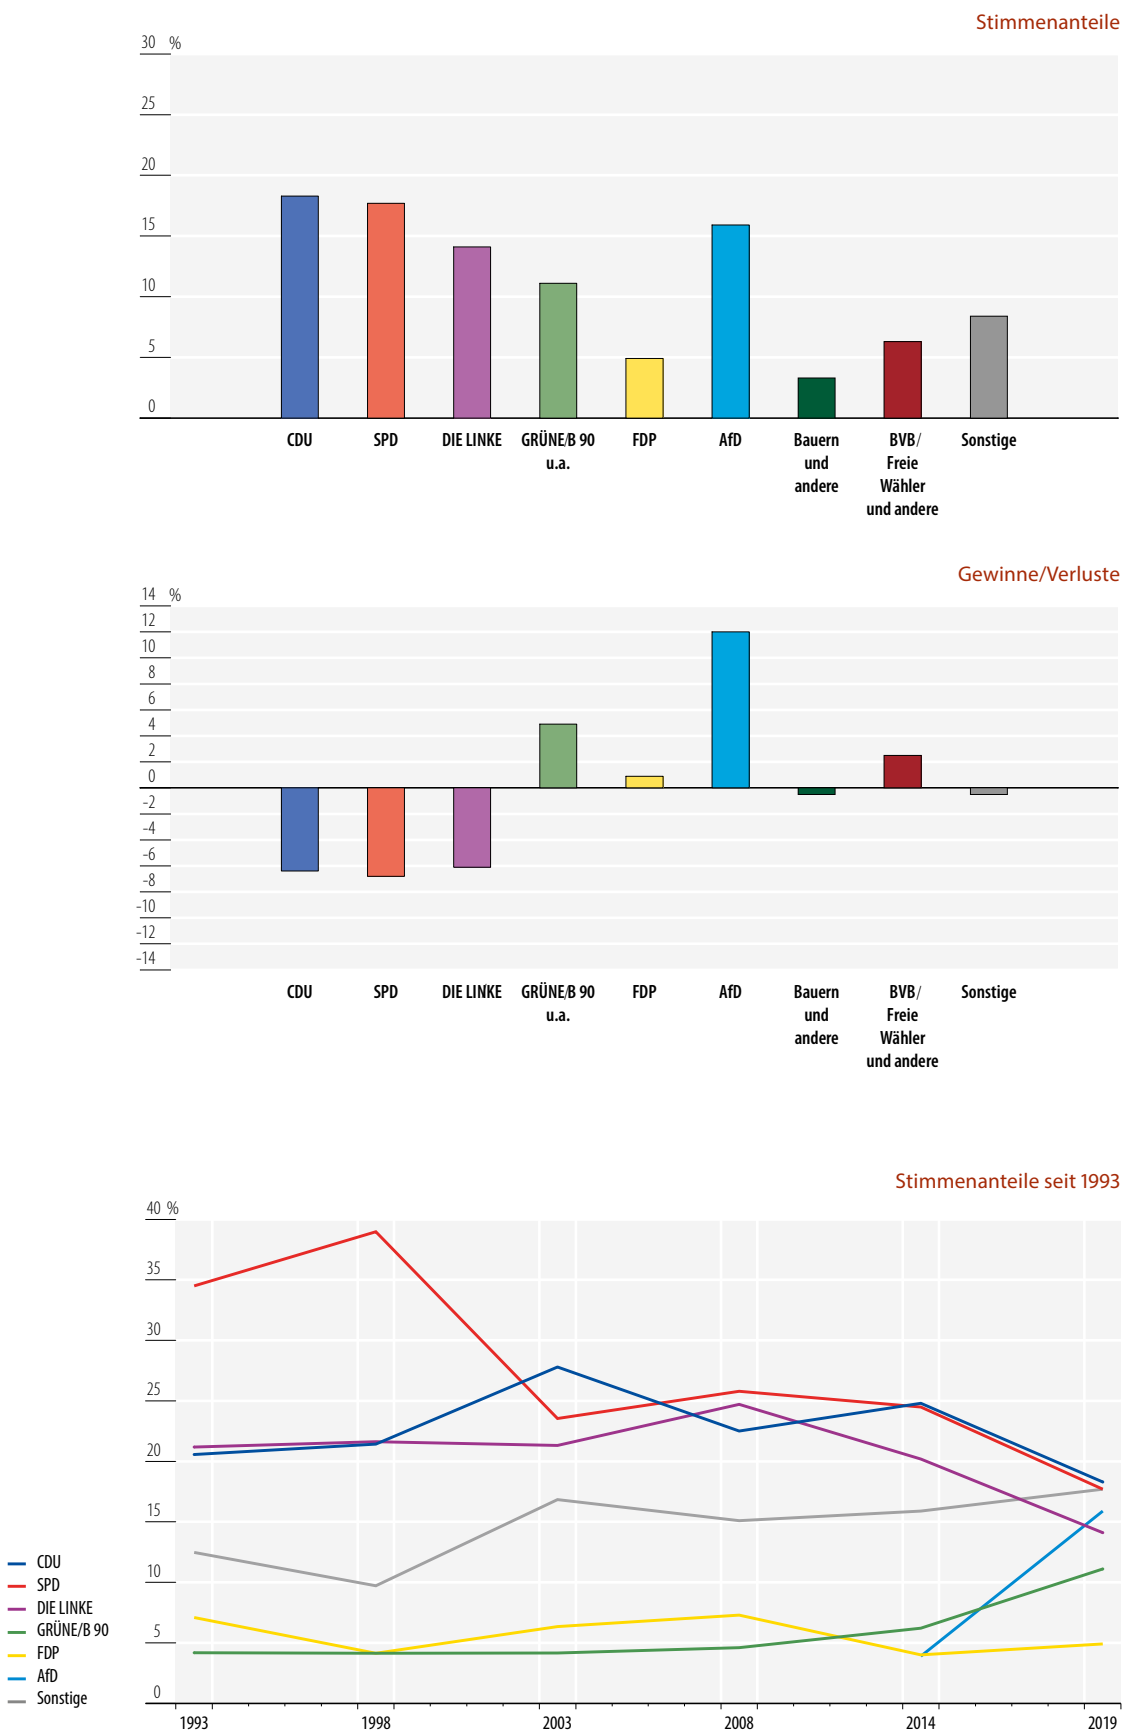 Stimmenanteile
30 %
25
20
15
10
5
0
CDU SPD DIE LINKE GRÜNE/B 90 FDP AfD Bauern BVB/ Sonstige
u.a. und Freie
andere Wähler
und andere
Gewinne/Verluste
14 %
12
10
8
6
4
2
0
-2
-4
-6
-8
-10
-12
-14
CDU SPD DIE LINKE GRÜNE/B 90 FDP AfD Bauern BVB/ Sonstige
u.a. und Freie
andere Wähler
und andere
Stimmenanteile seit 1993
40 %
35
30
25
20
15
10
5
0
CDU
SPD
DIE LINKE
GRÜNE/B 90
FDP
AfD
Sonstige
1993 1998 2003 2008 2014 2019